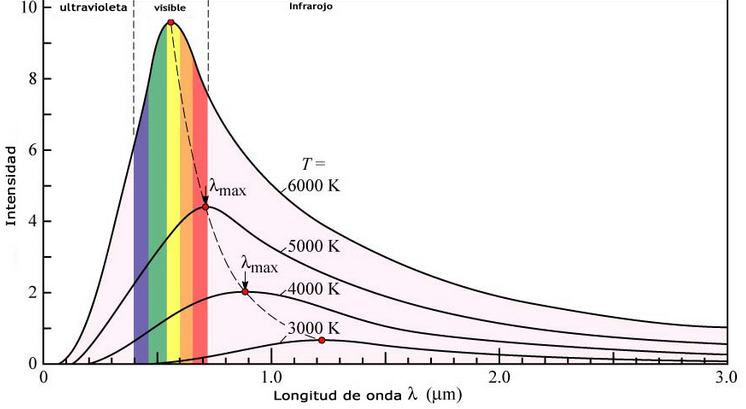 10
ultravioleta
visible
Infrarojo
8
6
4
2
0
Intensidad
T =
6000 K
λmax
5000 K
λmax
4000 K
3000 K
0
1.0
2.0
3.0
Longitud de onda λ (μm)